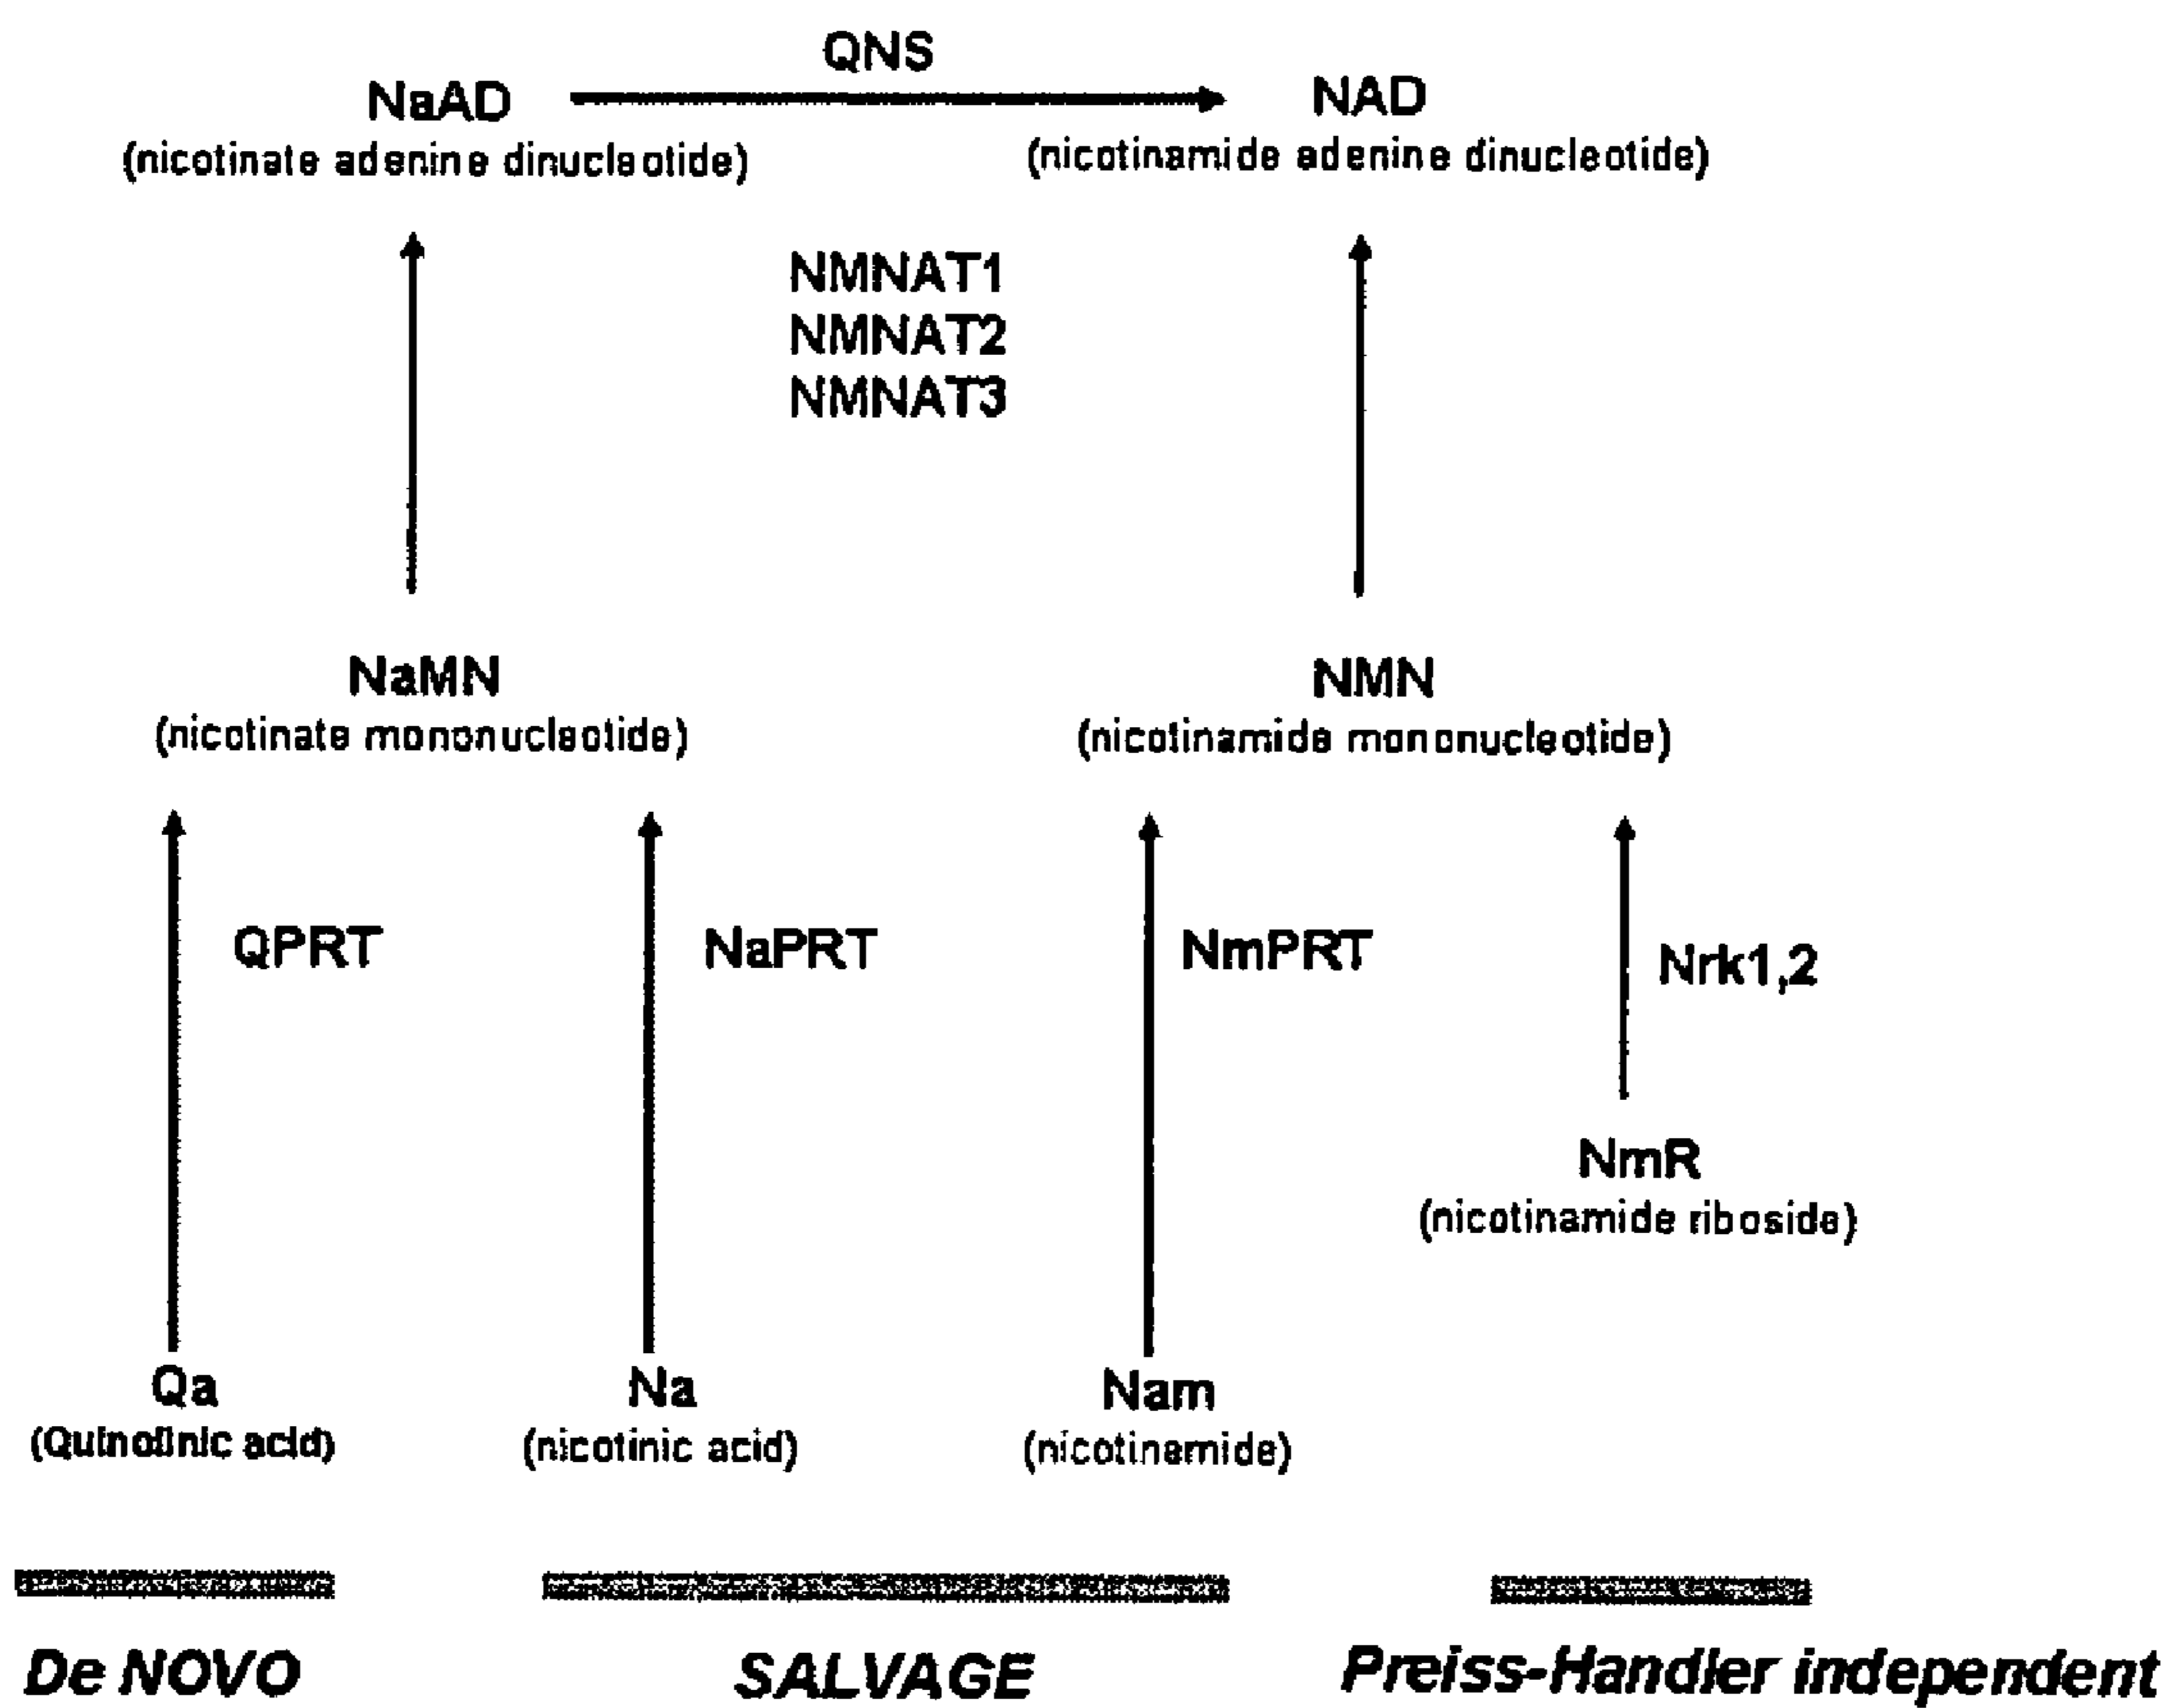 QNS
NaAD
NAD
(nicotinate adenine dinucleotide)
(nicotinamide adenine dinucleotide)
NMNAT1
NMNAT2
NMNAT3
NaMN
NMN
(nicotinate mononucleotide)
(nicotinamide mononucleotide)
QPRT
NaPRT
NmPRT
Nrk1,2
NmR
(nicotinamide riboside)
Qa
Na
Nam
(Quinolinic acid)
(nicotinic acid)
(nicotinamide)
De NOVO
SALVAGE
Preiss-Handler independent